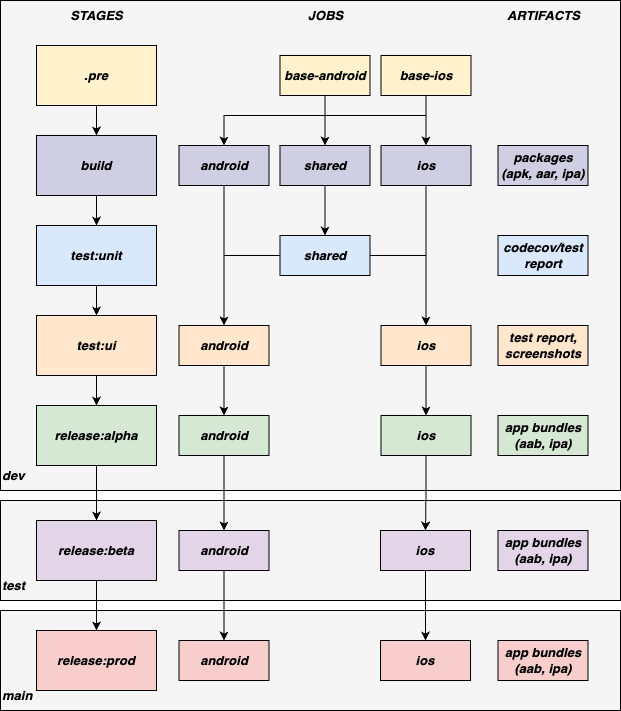 STAGES JOBS ARTIFACTS
.pre base-android base-ios
build android shared ios packages
(apk, aar, ipa)
test:unit shared codecov/test
report
test:ui android ios test report,
screenshots
release:alpha android ios app bundles
(aab, ipa)
dev
release:beta android ios app bundles
(aab, ipa)
test
release:prod android ios app bundles
(aab, ipa)
main